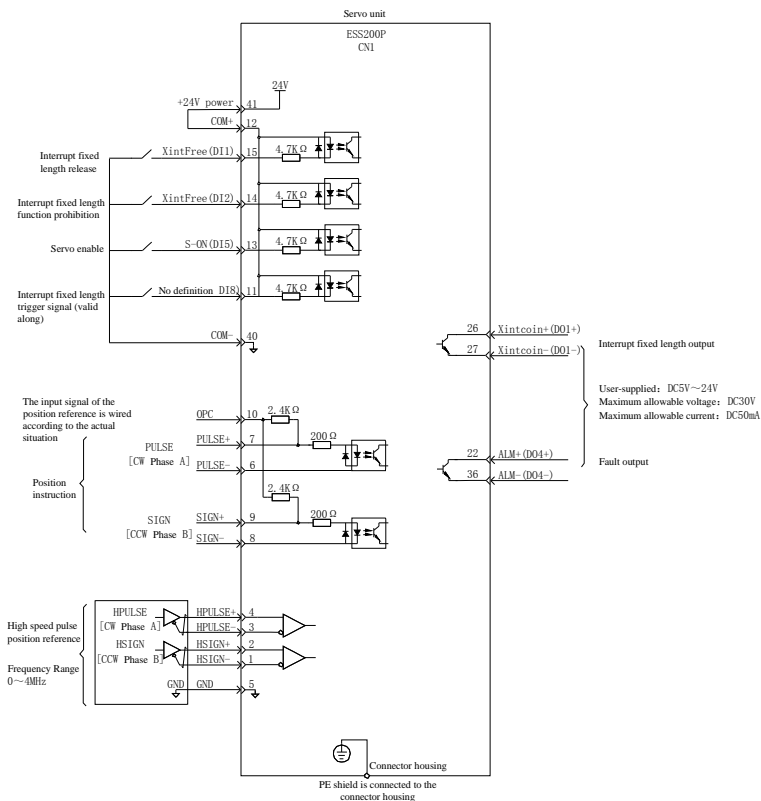 Servo unit
ESS200P
CN1
24V
+24V power
41
COM+
12
Interrupt fixed
length release
XintFree(DI1)
15
4.7KΩ
Interrupt fixed length
function prohibition
XintFree(DI2)
14
4.7KΩ
Servo enable
S-ON(DI5)
13
4.7KΩ
Interrupt fixed length
trigger signal (valid
along)
No definition DI8)
11
4.7KΩ
COM-
40
26
Xintcoin+(DO1+)
27
Xintcoin-(DO1-)
Interrupt fixed length output
User-supplied: DC5V～24V
Maximum allowable voltage: DC30V
Maximum allowable current: DC50mA
22
ALM+(DO4+)
36
ALM-(DO4-)
Fault output
The input signal of the
position reference is wired
according to the actual
situation
Position
instruction
OPC
10
2.4KΩ
PULSE
[CW Phase A]
PULSE+
7
200Ω
PULSE-
6
2.4KΩ
SIGN
[CCW Phase B]
SIGN+
9
200Ω
SIGN-
8
High speed pulse
position reference
Frequency Range
0～4MHz
HPULSE
[CW Phase A]
HPULSE+
4
HPULSE-
3
HSIGN
[CCW Phase B]
HSIGN+
2
HSIGN-
1
GND
GND
5
Connector housing
PE shield is connected to the
connector housing